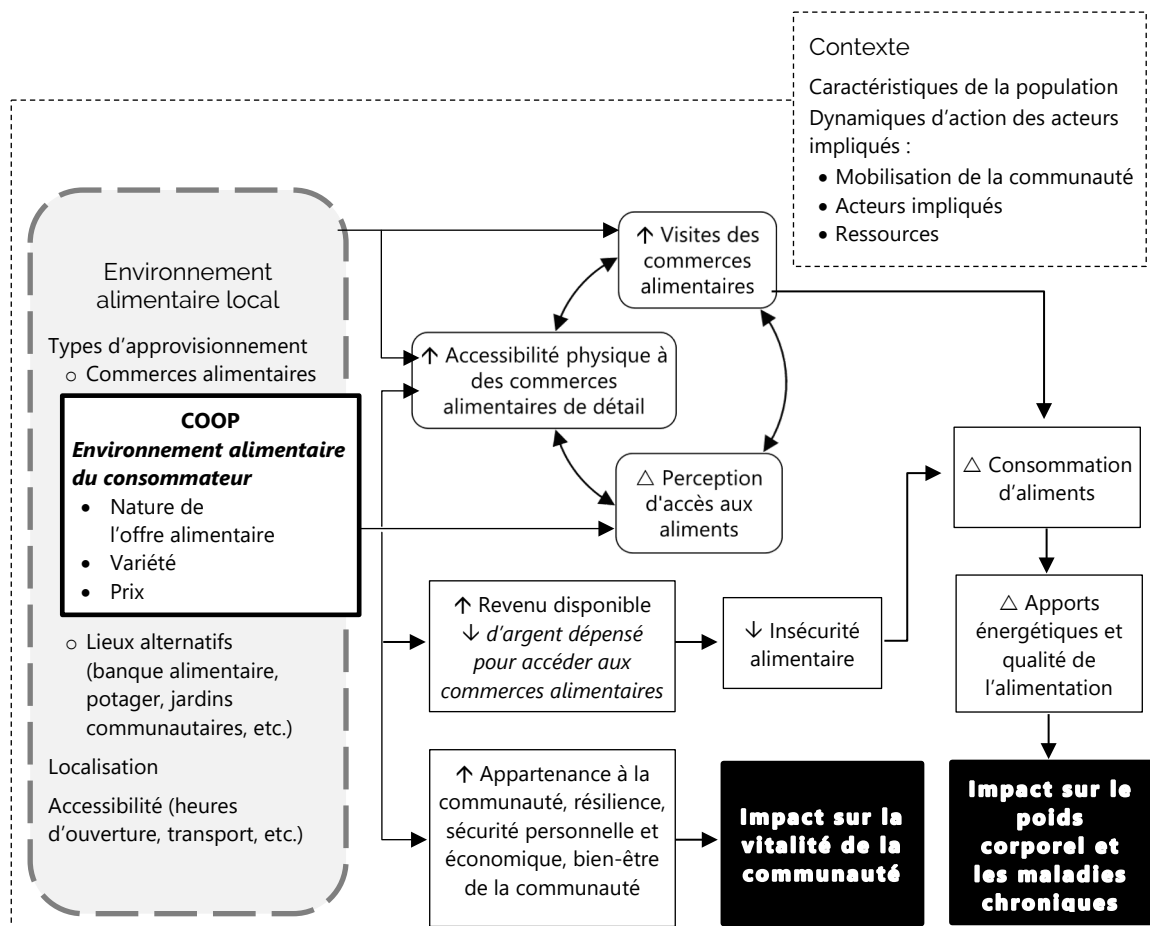 Contexte
Caractéristiques de la population
Dynamiques d'action des acteurs
impliqués :
• Mobilisation de la communauté
• Acteurs impliqués
• Ressources
Environnement
alimentaire local
Types d'approvisionnement
o Commerces alimentaires
COOP
Environnement alimentaire
du consommateur
• Nature de
l'offre alimentaire
• Variété
• Prix
o Lieux alternatifs
(banque alimentaire,
potager, jardins
communautaires, etc.)
Localisation
Accessibilité (heures
d'ouverture, transport, etc.)
↑ Visites des
commerces
alimentaires
↑ Accessibilité physique à
des commerces
alimentaires de détail
△ Perception
d'accès aux
aliments
↑ Revenu disponible
↓ d'argent dépensé
pour accéder aux
commerces alimentaires
↓ Insécurité
alimentaire
△ Consommation
d'aliments
△ Apports
énergétiques et
qualité de
l'alimentation
↑ Appartenance à la
communauté, résilience,
sécurité personnelle et
économique, bien-être
de la communauté
Impact sur la
vitalité de la
communauté
Impact sur le
poids
corporel et
les maladies
chroniques